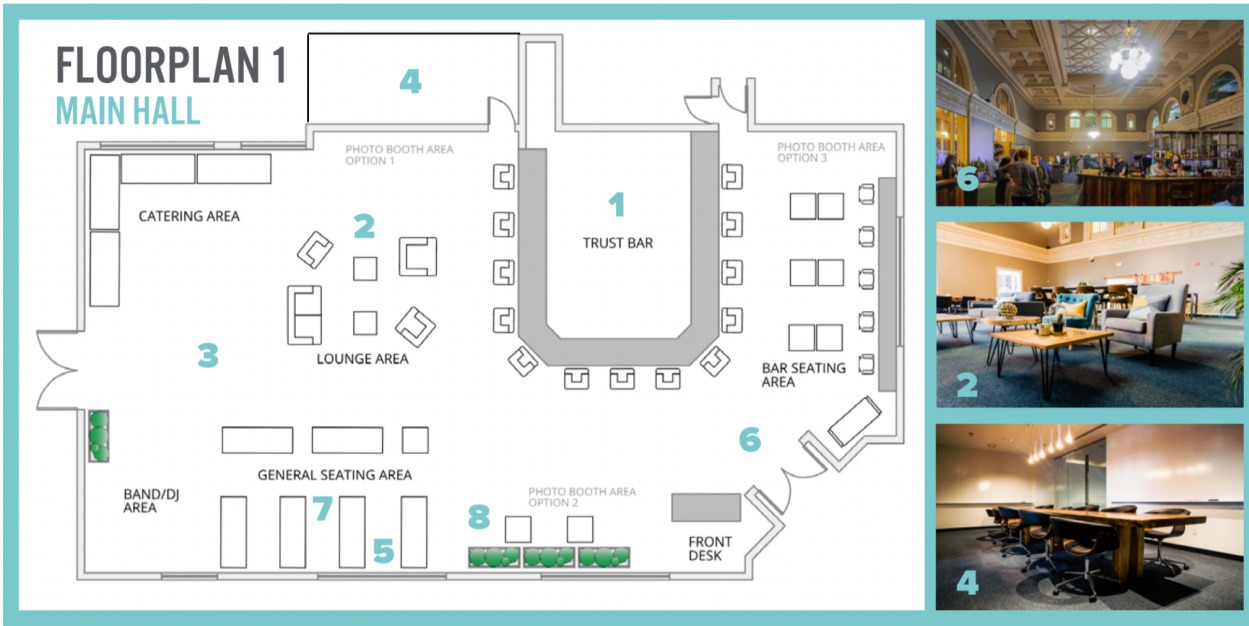 FLOORPLAN 1
MAIN HALL
4
PHOTO BOOTH AREA
OPTION 1
PHOTO BOOTH AREA
OPTION 3
6
CATERING AREA
2
1
TRUST BAR
3
LOUNGE AREA
BAR SEATING
AREA
2
6
GENERAL SEATING AREA
BAND/DJ
AREA
7
PHOTO BOOTH AREA
OPTION 2
8
5
FRONT
DESK
4